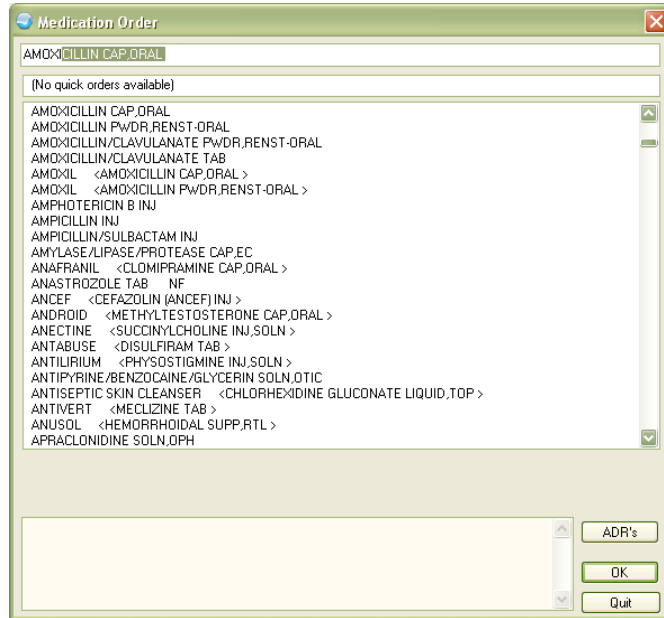 Medication Order
AMOXICILLIN CAP,ORAL
(No quick orders available)
AMOXICILLIN CAP,ORAL
AMOXICILLIN PWDR,RENST-ORAL
AMOXICILLIN/CLAVULANATE PWDR,RENST-ORAL
AMOXICILLIN/CLAVULANATE TAB
AMOXIL <AMOXICILLIN CAP,ORAL >
AMOXIL <AMOXICILLIN PWDR,RENST-ORAL >
AMPHOTERICIN B INJ
AMPICILLIN INJ
AMPICILLIN/SULBACTAM INJ
AMYLASE/LIPASE/PROTEASE CAP,EC
ANAFRANIL <CLOMIPRAMINE CAP,ORAL >
ANASTROZOLE TAB NF
ANCEF <CEFAZOLIN (ANCEF) INJ >
ANDROID <METHYLTESTOSTERONE CAP,ORAL >
ANECTINE <SUCCINYLCHOLINE INJ,SOLN >
ANTABUSE <DISULFIRAM TAB >
ANTILIRIUM <PHYSOSTIGMINE INJ,SOLN >
ANTIPYRINE/BENZOCAINE/GLYCERIN SOLN,OTIC
ANTISEPTIC SKIN CLEANSER <CHLORHEXIDINE GLUCONATE LIQUID,TOP >
ANTIVERT <MECLIZINE TAB >
ANUSOL <HEMORRHOIDAL SUPP,RTL >
APRACLONIDINE SOLN,OPH
ADR's
OK
Quit